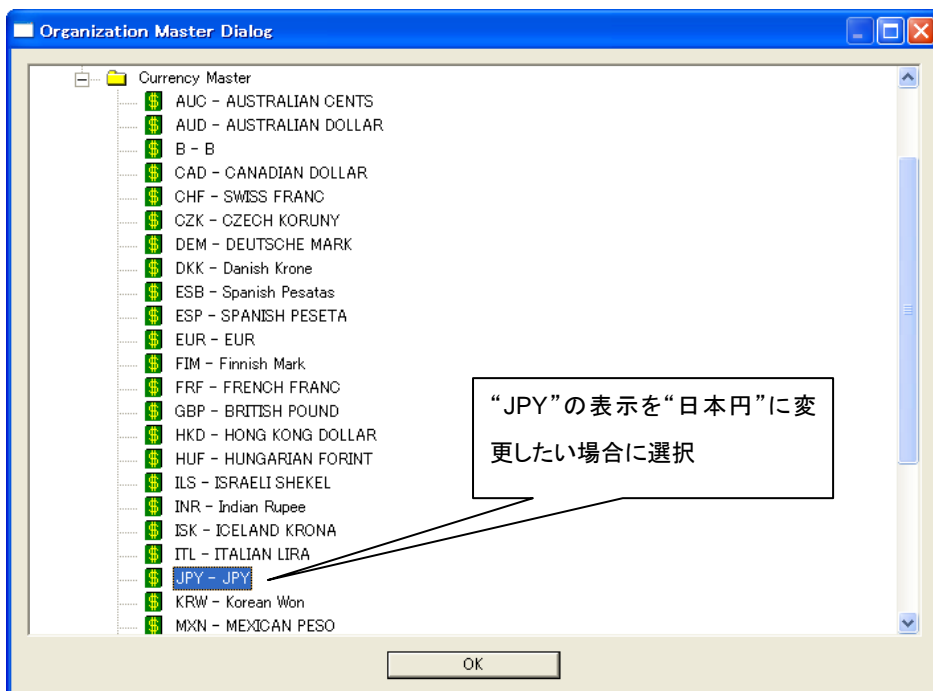 Organization Master Dialog
Currency Master
AUC - AUSTRALIAN CENTS
AUD - AUSTRALIAN DOLLAR
B - B
CAD - CANADIAN DOLLAR
CHF - SWISS FRANC
CZK - CZECH KORUNY
DEM - DEUTSCHE MARK
DKK - Danish Krone
ESB - Spanish Pesatas
ESP - SPANISH PESETA
EUR - EUR
FIM - Finnish Mark
FRF - FRENCH FRANC
GBP - BRITISH POUND
HKD - HONG KONG DOLLAR
HUF - HUNGARIAN FORINT
ILS - ISRAELI SHEKEL
INR - Indian Rupee
ISK - ICELAND KRONA
ITL - ITALIAN LIRA
JPY - JPY
KRW - Korean Won
MXN - MEXICAN PESO
“JPY”の表示を“日本円”に変
更したい場合に選択
OK